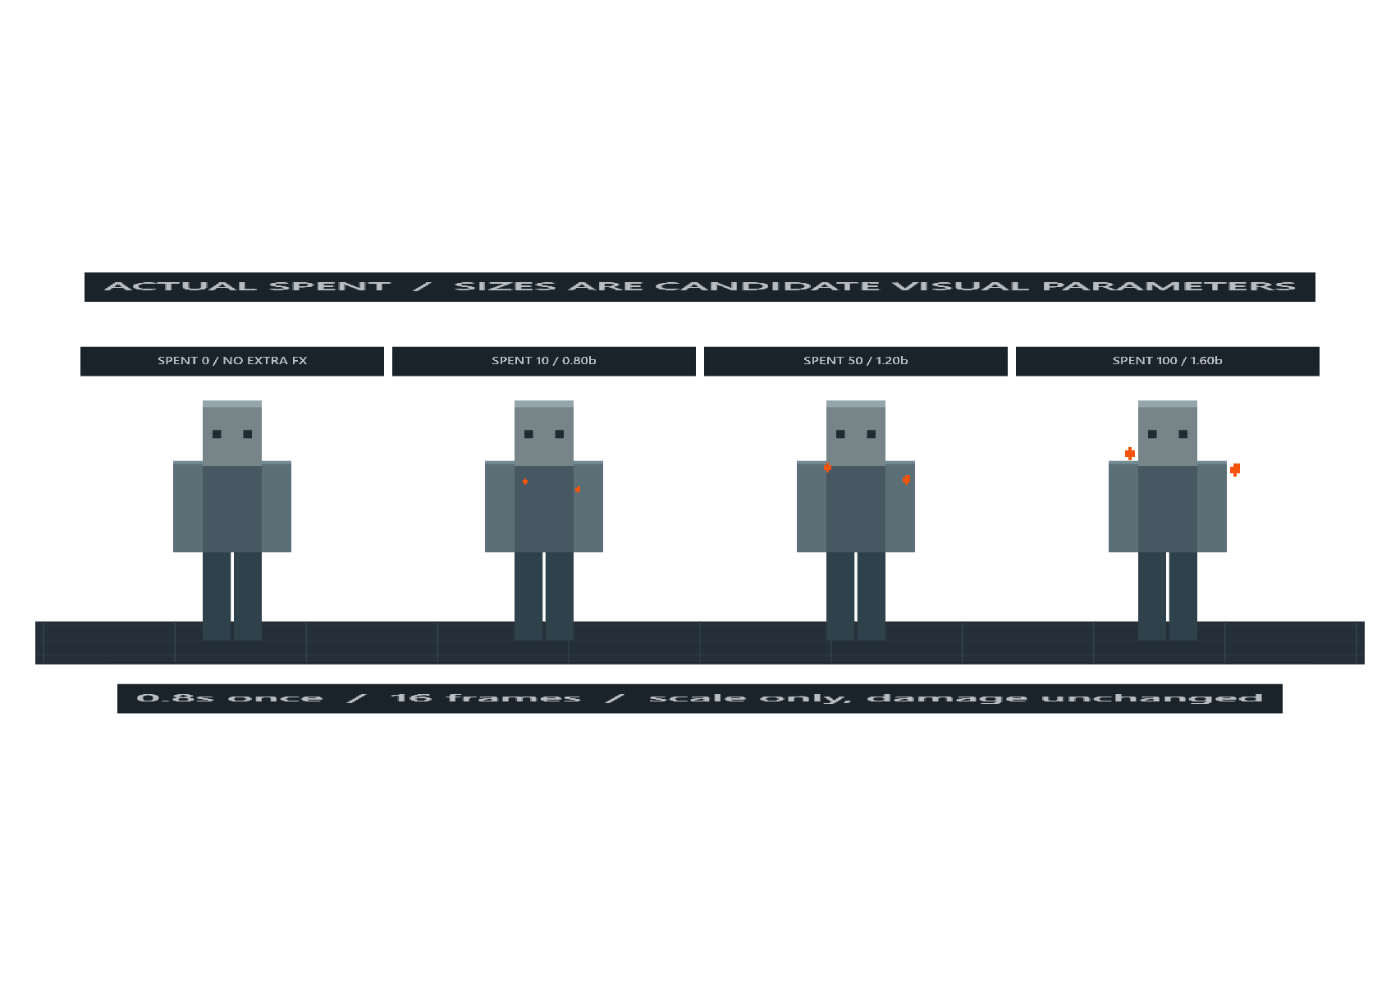 ACTUAL SPENT / SIZES ARE CANDIDATE VISUAL PARAMETERS
SPENT 0 / NO EXTRA FX
SPENT 10 / 0.80b
SPENT 50 / 1.20b
SPENT 100 / 1.60b
0.8s once / 16 frames / scale only, damage unchanged